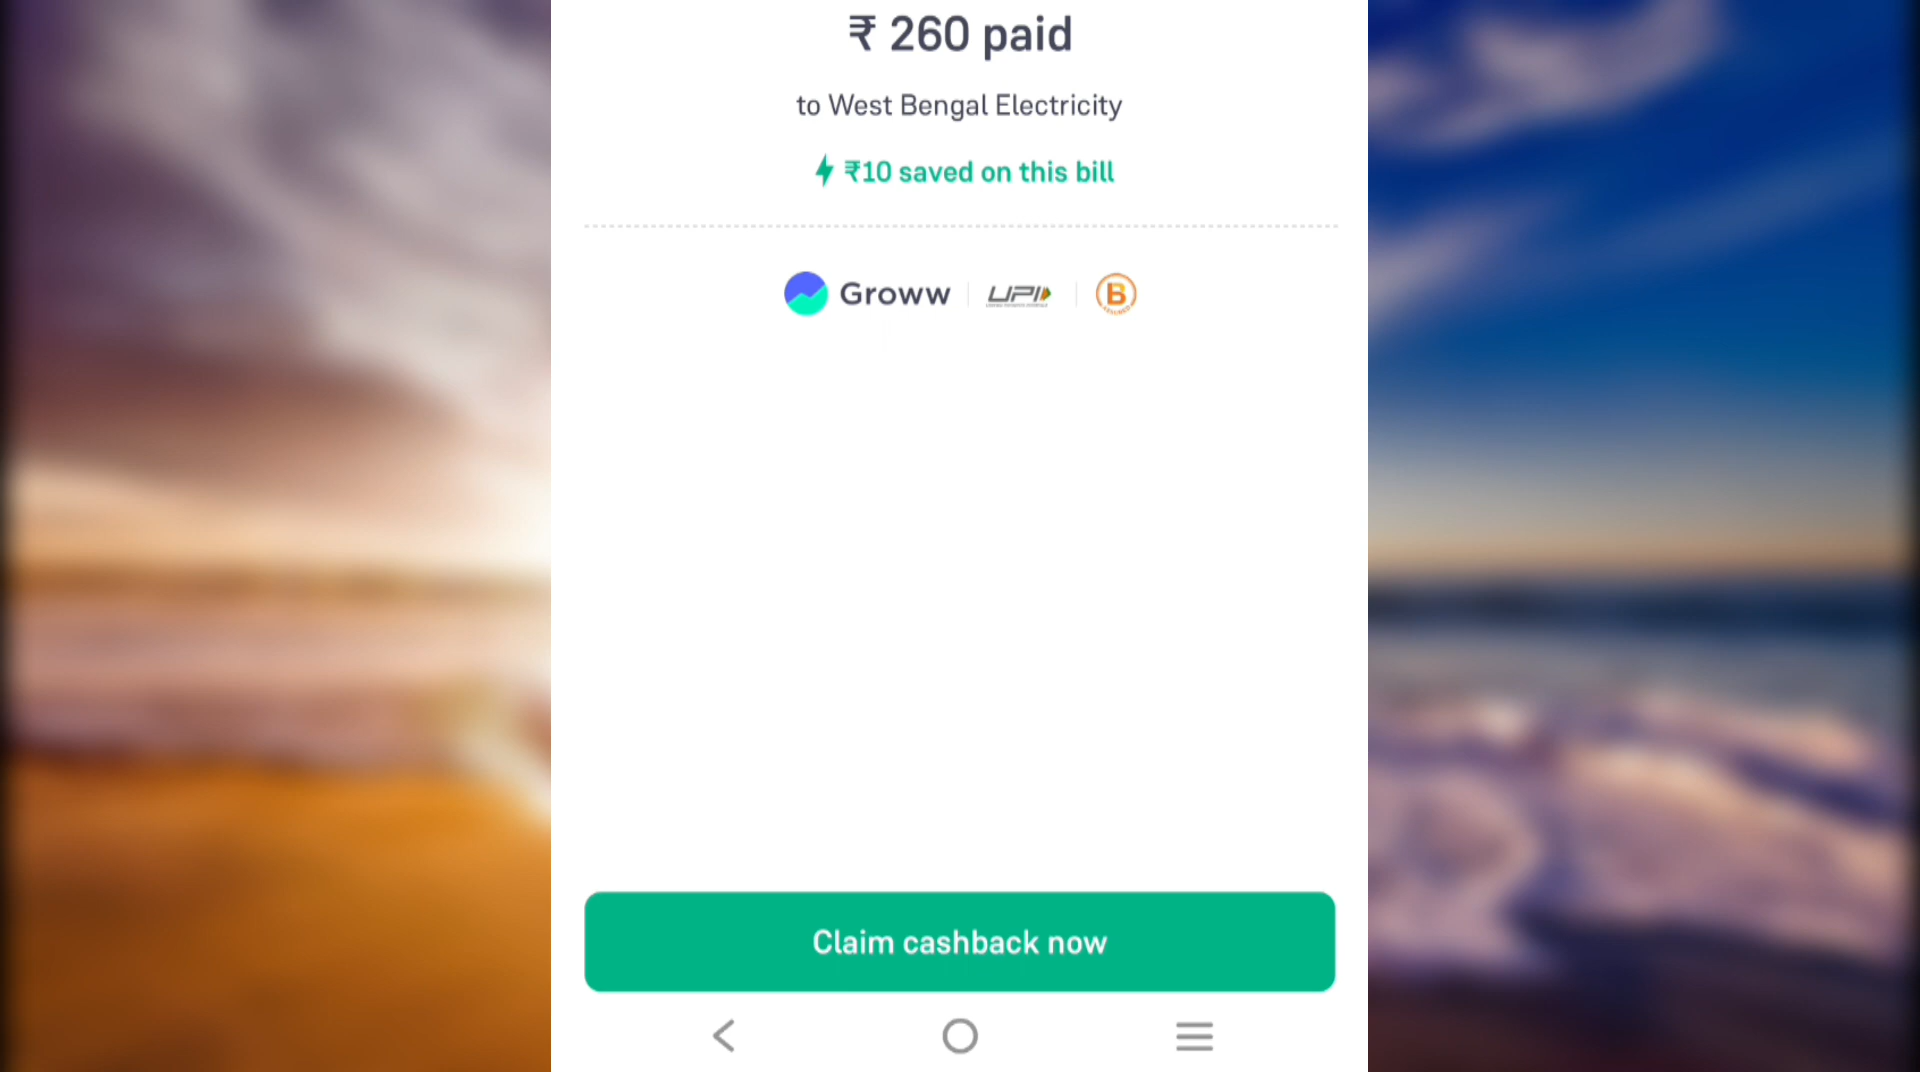 ₹ 260 paid
to West Bengal Electricity
₹10 saved on this bill
Groww UPI B
Claim cashback now